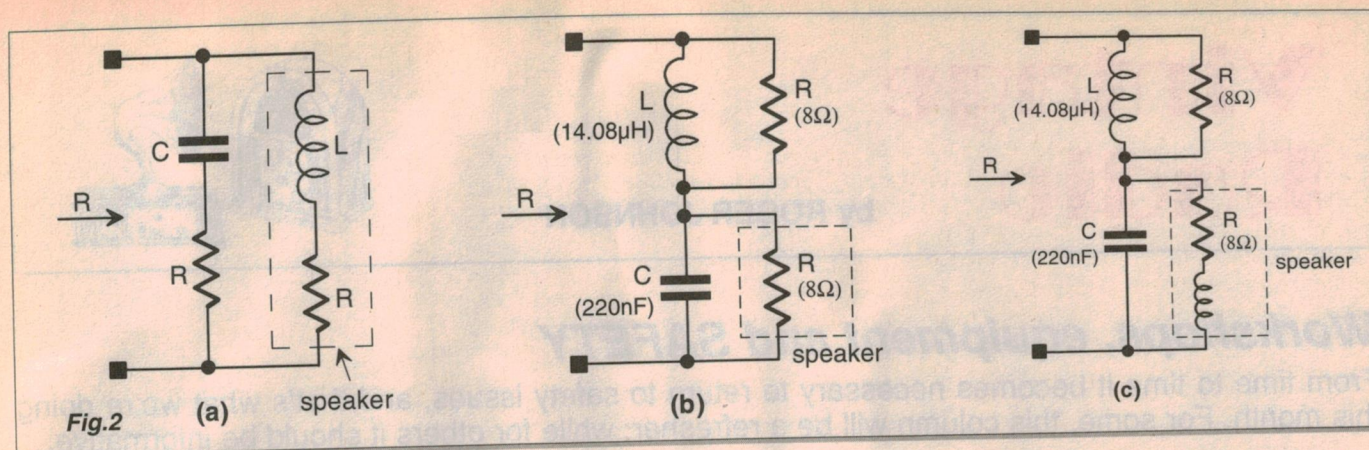 C
L
R
R
R
speaker
(a)
Fig.2
L
(14.08µH)
R
(8Ω)
R
C
(220nF)
R
(8Ω)
speaker
(b)
L
(14.08µH)
R
(8Ω)
R
C
(220nF)
R
(8Ω)
speaker
(c)
by ROGER JOHNSON
Workshops, equipment and SAFETY
From time to time it becomes necessary to return to safety issues, and what we're doing
this month. For some, this column will be a refresher; while for others it should be informative.